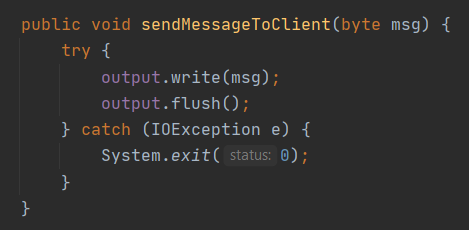 public void sendMessageToClient(byte msg) {
try {
output.write(msg);
output.flush();
} catch (IOException e) {
System.exit( status: 0);
}
}